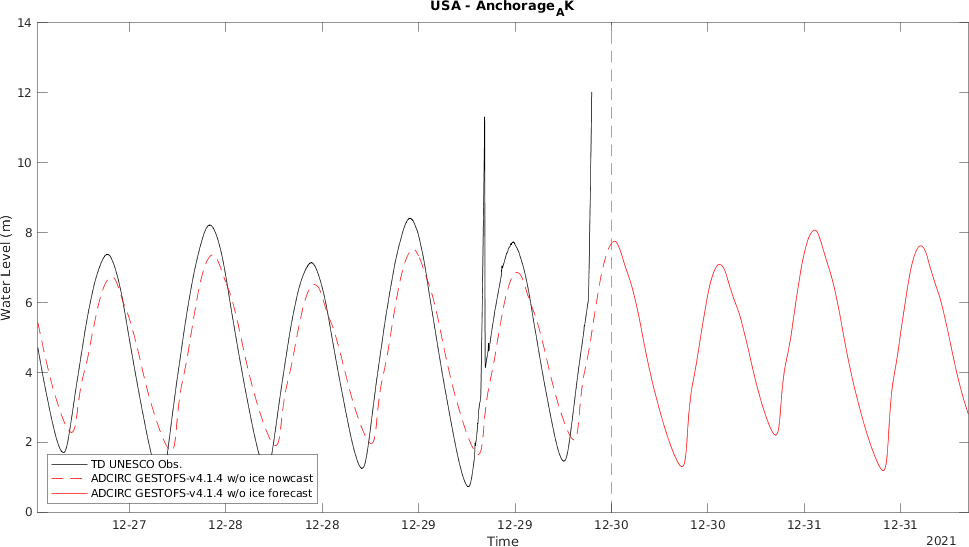 USA - Anchorage_AK
14
12
10
8
6
4
2
0
Water Level (m)
TD UNESCO Obs.
ADCIRC GESTOFS-v4.1.4 w/o ice nowcast
ADCIRC GESTOFS-v4.1.4 w/o ice forecast
12-27 12-28 12-28 12-29 12-29 12-30 12-30 12-31 12-31
Time
2021